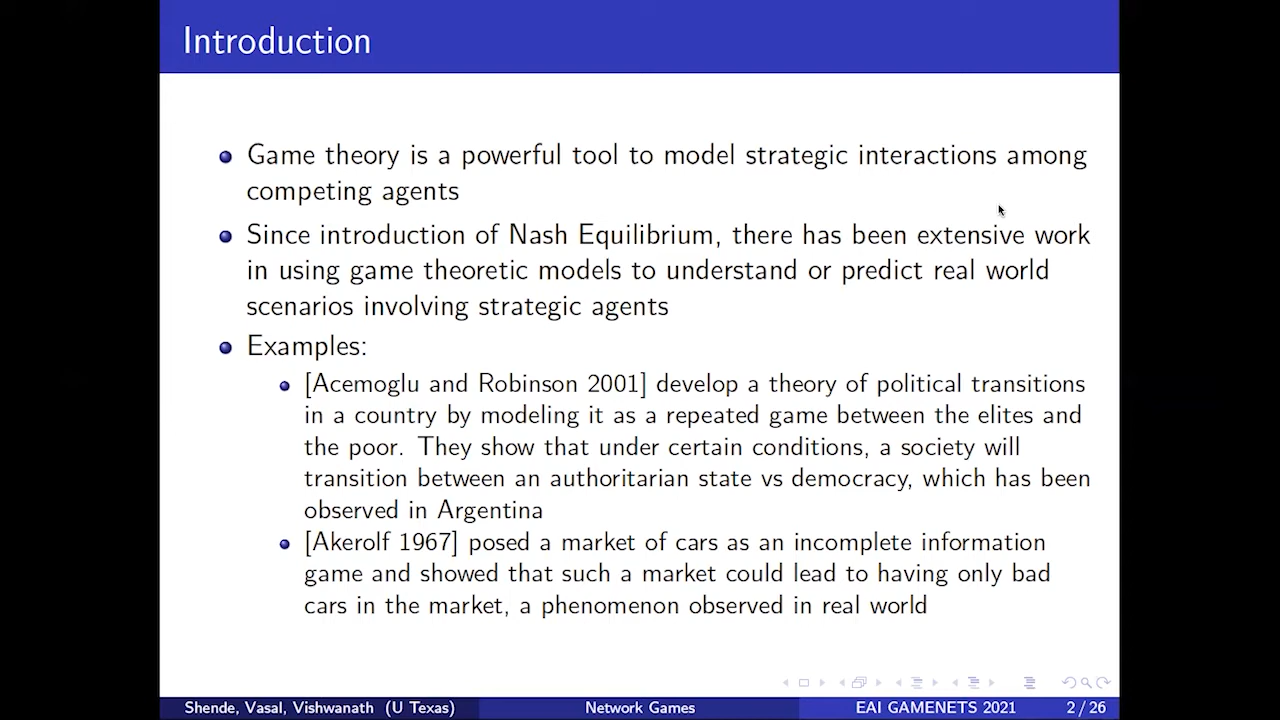 Introduction
Game theory is a powerful tool to model strategic interactions among
competing agents
Since introduction of Nash Equilibrium, there has been extensive work
in using game theoretic models to understand or predict real world
scenarios involving strategic agents
Examples:
[Acemoglu and Robinson 2001] develop a theory of political transitions
in a country by modeling it as a repeated game between the elites and
the poor. They show that under certain conditions, a society will
transition between an authoritarian state vs democracy, which has been
observed in Argentina
[Akerolf 1967] posed a market of cars as an incomplete information
game and showed that such a market could lead to having only bad
cars in the market, a phenomenon observed in real world
Shende, Vasal, Vishwanath (U Texas) Network Games EAI GAMENETS 2021 2 / 26